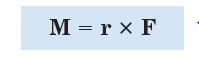 M = r × F